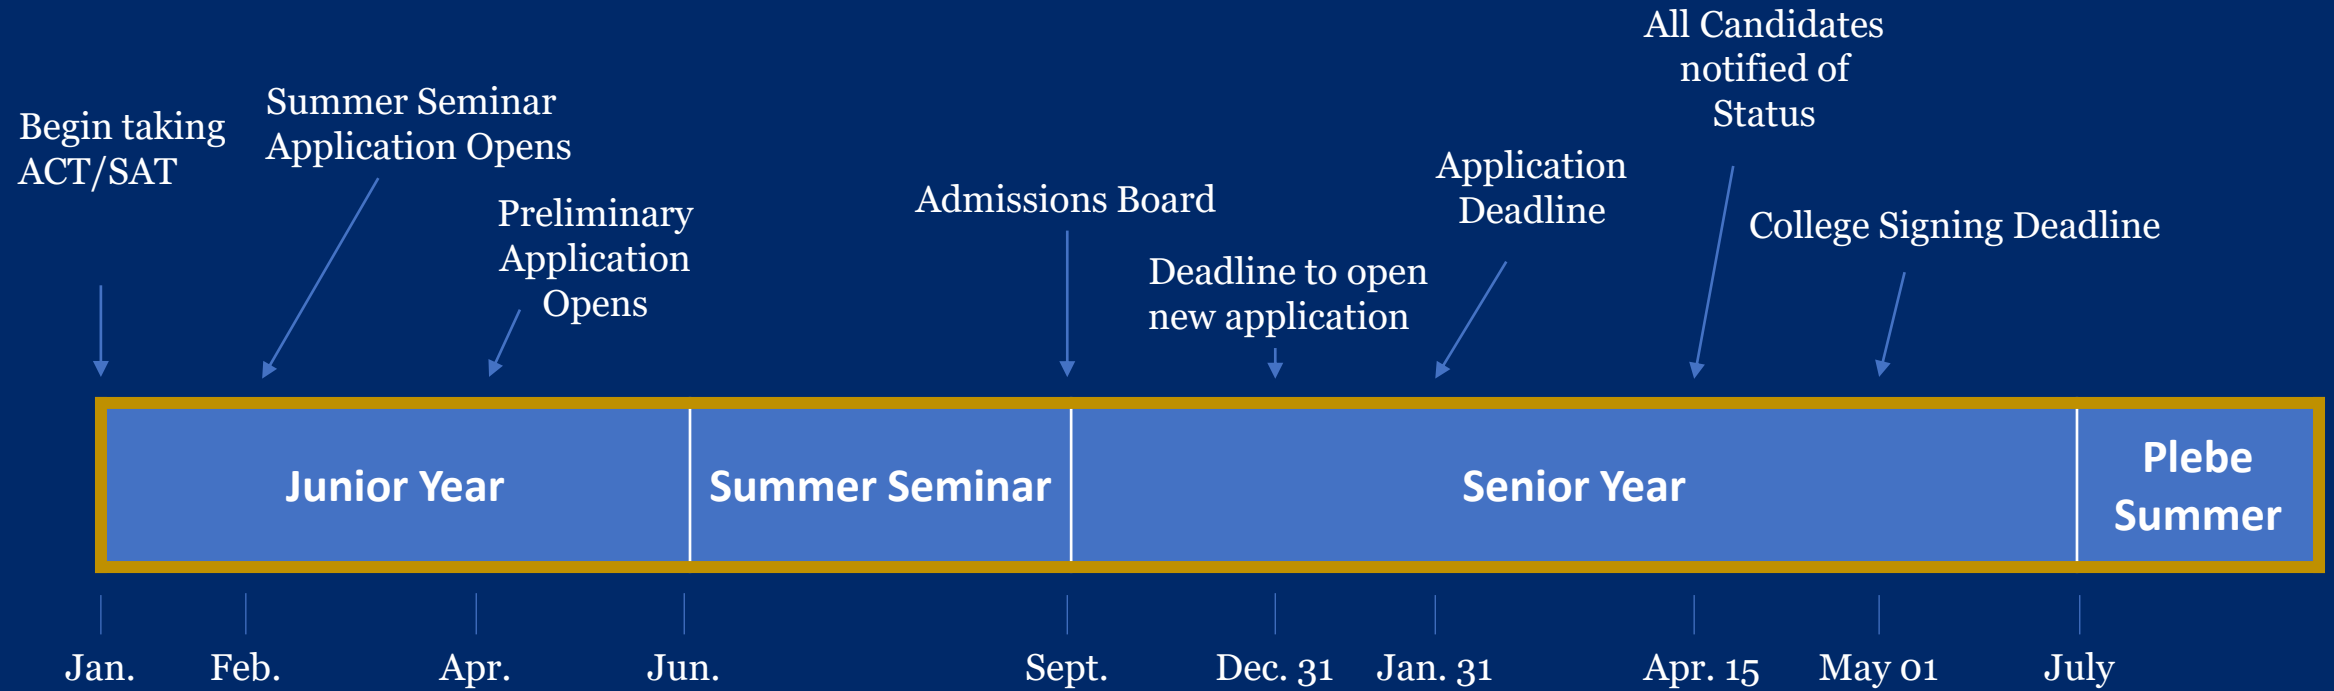 Begin taking
ACT/SAT
Summer Seminar
Application Opens
Preliminary
Application
Opens
Admissions Board
Deadline to open
new application
Application
Deadline
All Candidates
notified of
Status
College Signing Deadline
Junior Year
Summer Seminar
Senior Year
Plebe
Summer
Jan.
Feb.
Apr.
Jun.
Sept.
Dec. 31
Jan. 31
Apr. 15
May 01
July